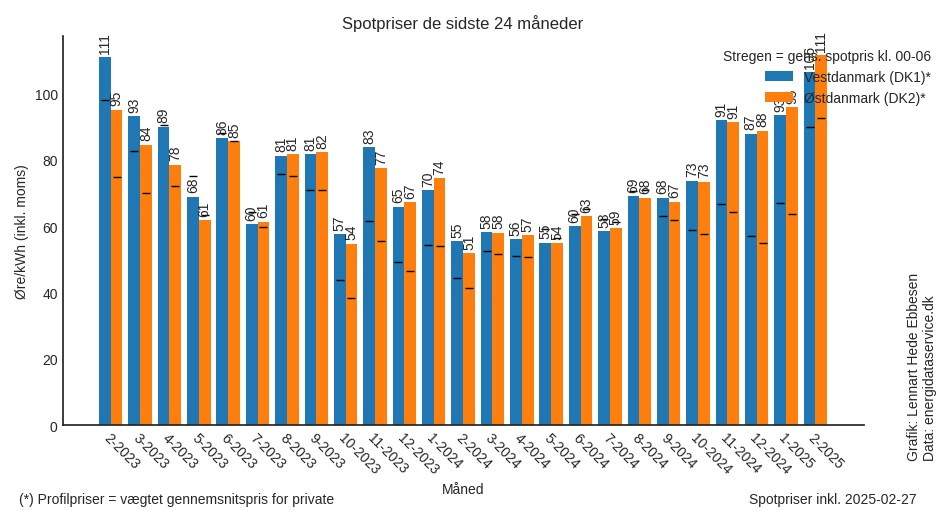 Spotpriser de sidste 24 måneder
Stregen = gens. spotpris kl. 00-06
Vestdanmark (DK1)*
Østdanmark (DK2)*
Øre/kWh (inkl. moms)
100
80
60
40
20
0
111 95 93 84 89 78 68 61 86 85 60 61 81 81 81 82 57 54 83 77 65 67 70 74 55 51 58 58 56 57 55 54 60 63 58 59 69 68 68 67 73 73 91 91 87 88 93 106 111
2-2023 3-2023 4-2023 5-2023 6-2023 7-2023 8-2023 9-2023 10-2023 11-2023 12-2023 1-2024 2-2024 3-2024 4-2024 5-2024 6-2024 7-2024 8-2024 9-2024 10-2024 11-2024 12-2024 1-2025 2-2025
Måned
(*) Profilpriser = vægtet gennemsnitspris for private
Spotpriser inkl. 2025-02-27
Grafik: Lennart Hede Ebbesen
Data: energidataservice.dk